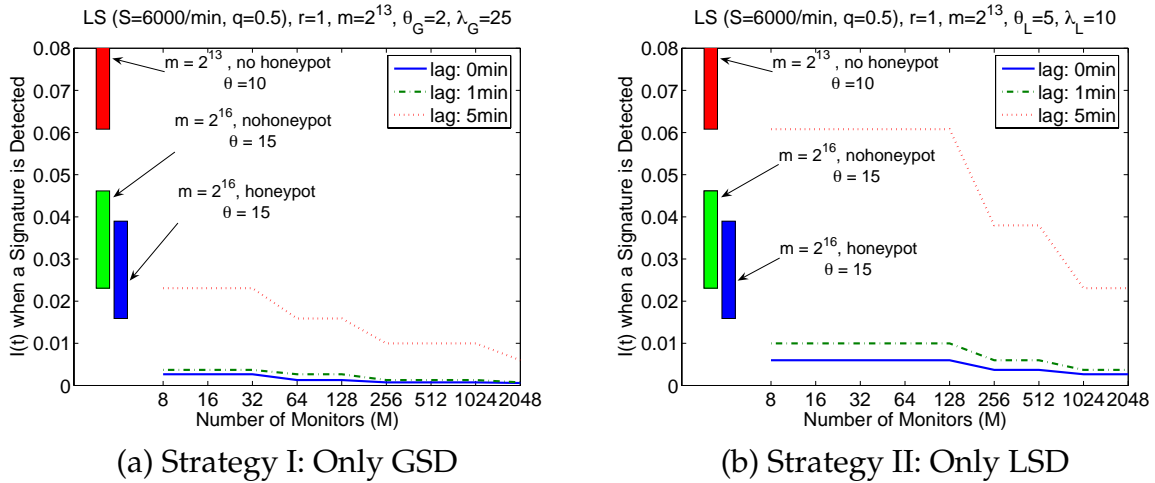 LS (S=6000/min, q=0.5), r=1, m=2^13, θ_G=2, λ_G=25
I(t) when a Signature is Detected
0.08
0.07
0.06
0.05
0.04
0.03
0.02
0.01
0
m = 2^13 , no honeypot
θ =10
m = 2^16, nohoneypot
θ = 15
m = 2^16, honeypot
θ = 15
lag: 0min
lag: 1min
lag: 5min
8 16 32 64 128 256 512 1024 2048
Number of Monitors (M)
(a) Strategy I: Only GSD
LS (S=6000/min, q=0.5), r=1, m=2^13, θ_L=5, λ_L=10
I(t) when a Signature is Detected
0.08
0.07
0.06
0.05
0.04
0.03
0.02
0.01
0
m = 2^13 , no honeypot
θ =10
m = 2^16, nohoneypot
θ = 15
m = 2^16, honeypot
θ = 15
lag: 0min
lag: 1min
lag: 5min
8 16 32 64 128 256 512 1024 2048
Number of Monitors (M)
(b) Strategy II: Only LSD